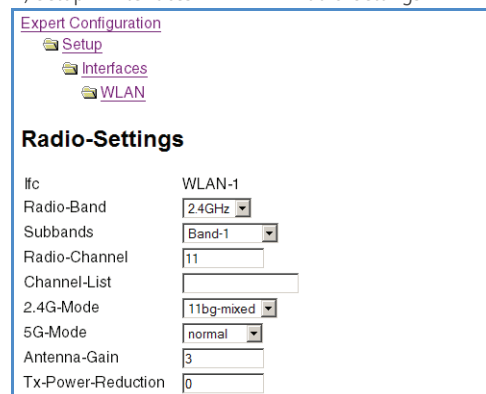 Expert Configuration
Setup
Interfaces
WLAN
Radio-Settings
Ifc WLAN-1
Radio-Band 2.4GHz
Subbands Band-1
Radio-Channel 11
Channel-List
2.4G-Mode 11bg-mixed
5G-Mode normal
Antenna-Gain 3
Tx-Power-Reduction 0